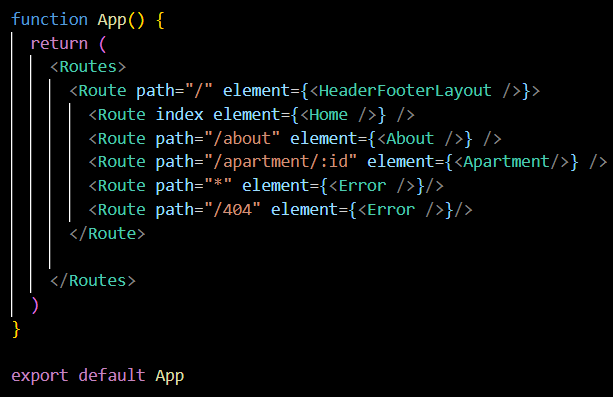 function App() {
  return (
    <Routes>
      <Route path="/" element={<HeaderFooterLayout />}>
        <Route index element={<Home />} />
        <Route path="/about" element={<About />} />
        <Route path="/apartment/:id" element={<Apartment/>} />
        <Route path="*" element={<Error />}/>
        <Route path="/404" element={<Error />}/>
      </Route>

    </Routes>
  )
}

export default App